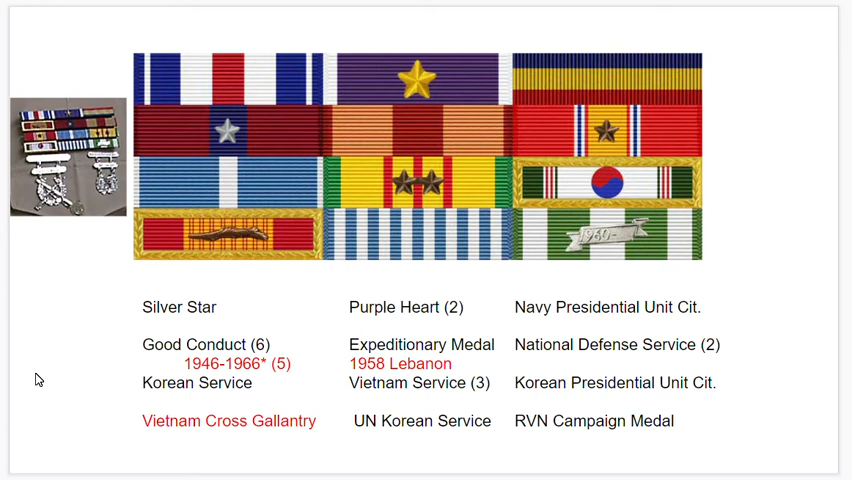 1960-
Silver Star Purple Heart (2) Navy Presidential Unit Cit.
Good Conduct (6) Expeditionary Medal National Defense Service (2)
1946-1966* (5) 1958 Lebanon
Korean Service Vietnam Service (3) Korean Presidential Unit Cit.
Vietnam Cross Gallantry UN Korean Service RVN Campaign Medal